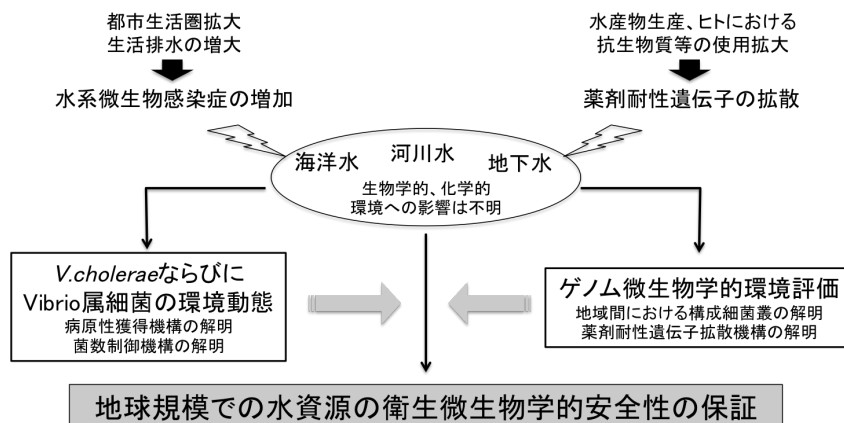 都市生活圏拡大
生活排水の増大
水産物生産、ヒトにおける
抗生物質等の使用拡大
水系微生物感染症の増加
薬剤耐性遺伝子の拡散
海洋水
河川水
地下水
生物学的、化学的
環境への影響は不明
V.choleraeならびに
Vibrio属細菌の環境動態
病原性獲得機構の解明
菌数制御機構の解明
ゲノム微生物学的環境評価
地域間における構成細菌叢の解明
薬剤耐性遺伝子拡散機構の解明
地球規模での水資源の衛生微生物学的安全性の保証